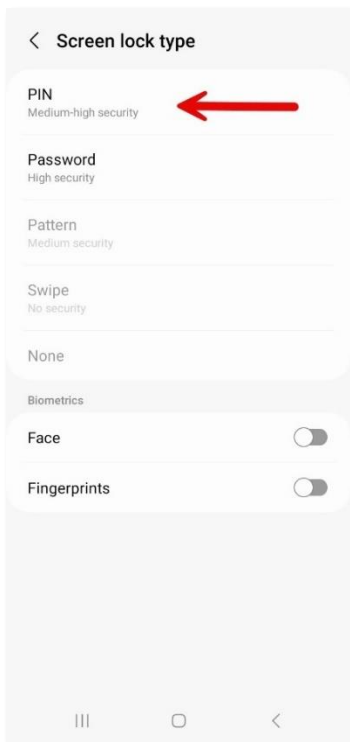 Screen lock type
PIN
Medium-high security
Password
High security
Pattern
Medium security
Swipe
No security
None
Biometrics
Face
Fingerprints